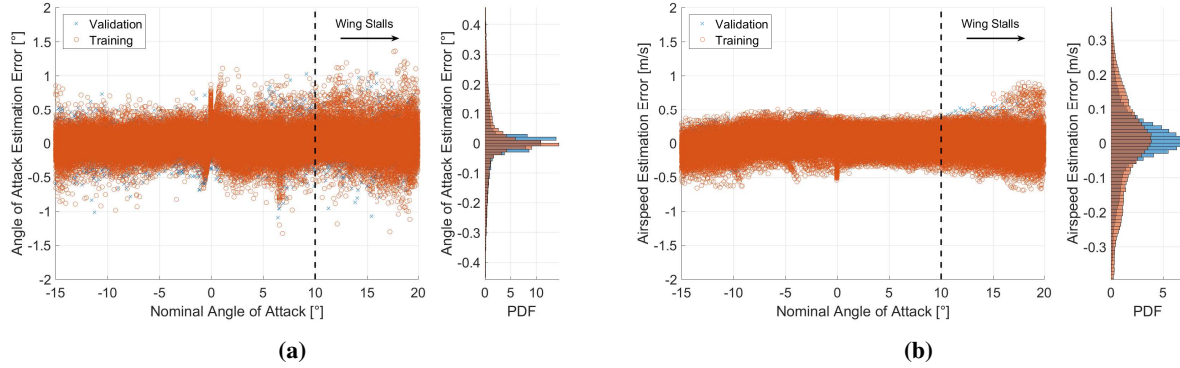 2
1.5
1
0.5
0
-0.5
-1
-1.5
-2
Angle of Attack Estimation Error [°]
Validation
Training
Wing Stalls
-15 -10 -5 0 5 10 15 20
Nominal Angle of Attack [°]
0.4
0.3
0.2
0.1
0
-0.1
-0.2
-0.3
-0.4
Angle of Attack Estimation Error [°]
0 5 10
PDF
(a)
2
1.5
1
0.5
0
-0.5
-1
-1.5
-2
Airspeed Estimation Error [m/s]
Validation
Training
Wing Stalls
-15 -10 -5 0 5 10 15 20
Nominal Angle of Attack [°]
0.3
0.2
0.1
0
-0.1
-0.2
-0.3
Airspeed Estimation Error [m/s]
0 5
PDF
(b)